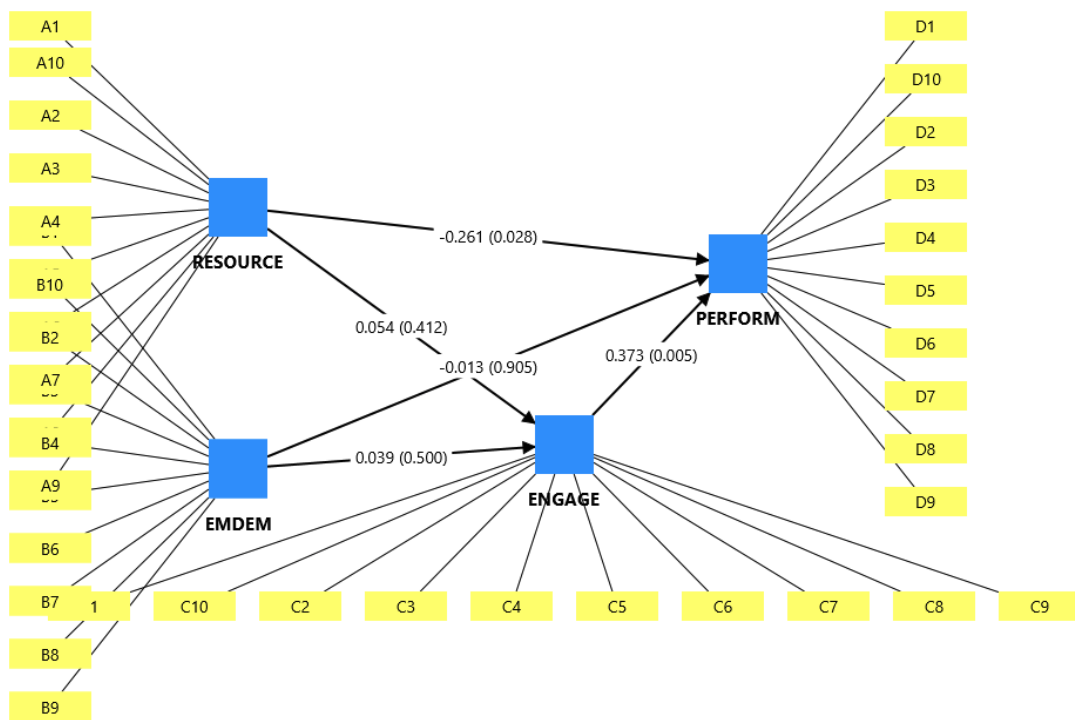 A1
A10
A2
A3
A4
B10
B2
A7
B4
A9
B6
B7
B8
B9
RESOURCE
EMDEM
-0.261 (0.028)
0.054 (0.412)
-0.013 (0.905)
0.373 (0.005)
0.039 (0.500)
PERFORM
ENGAGE
1
C10
C2
C3
C4
C5
C6
C7
C8
C9
D1
D10
D2
D3
D4
D5
D6
D7
D8
D9